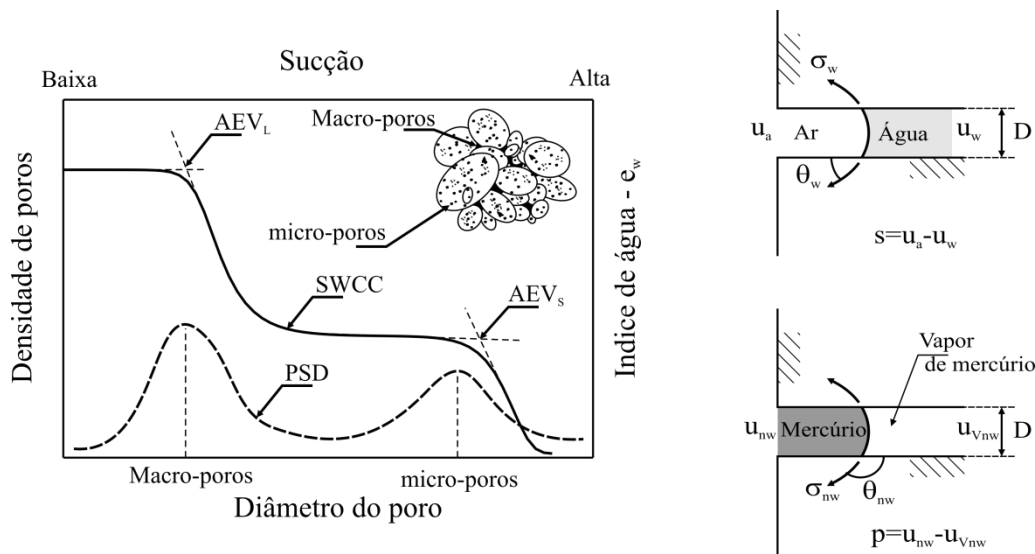 Sucção
Baixa
Alta
AEV_L
Macro-poros
micro-poros
SWCC
AEV_S
PSD
Densidade de poros
Indice de água - e_w
Macro-poros
micro-poros
Diâmetro do poro
σ_w
u_a
Ar
Água
u_w
D
θ_w
s=u_a-u_w
Vapor
de mercúrio
u_nw
Mercúrio
u_Vnw
D
σ_nw
θ_nw
p=u_nw-u_Vnw